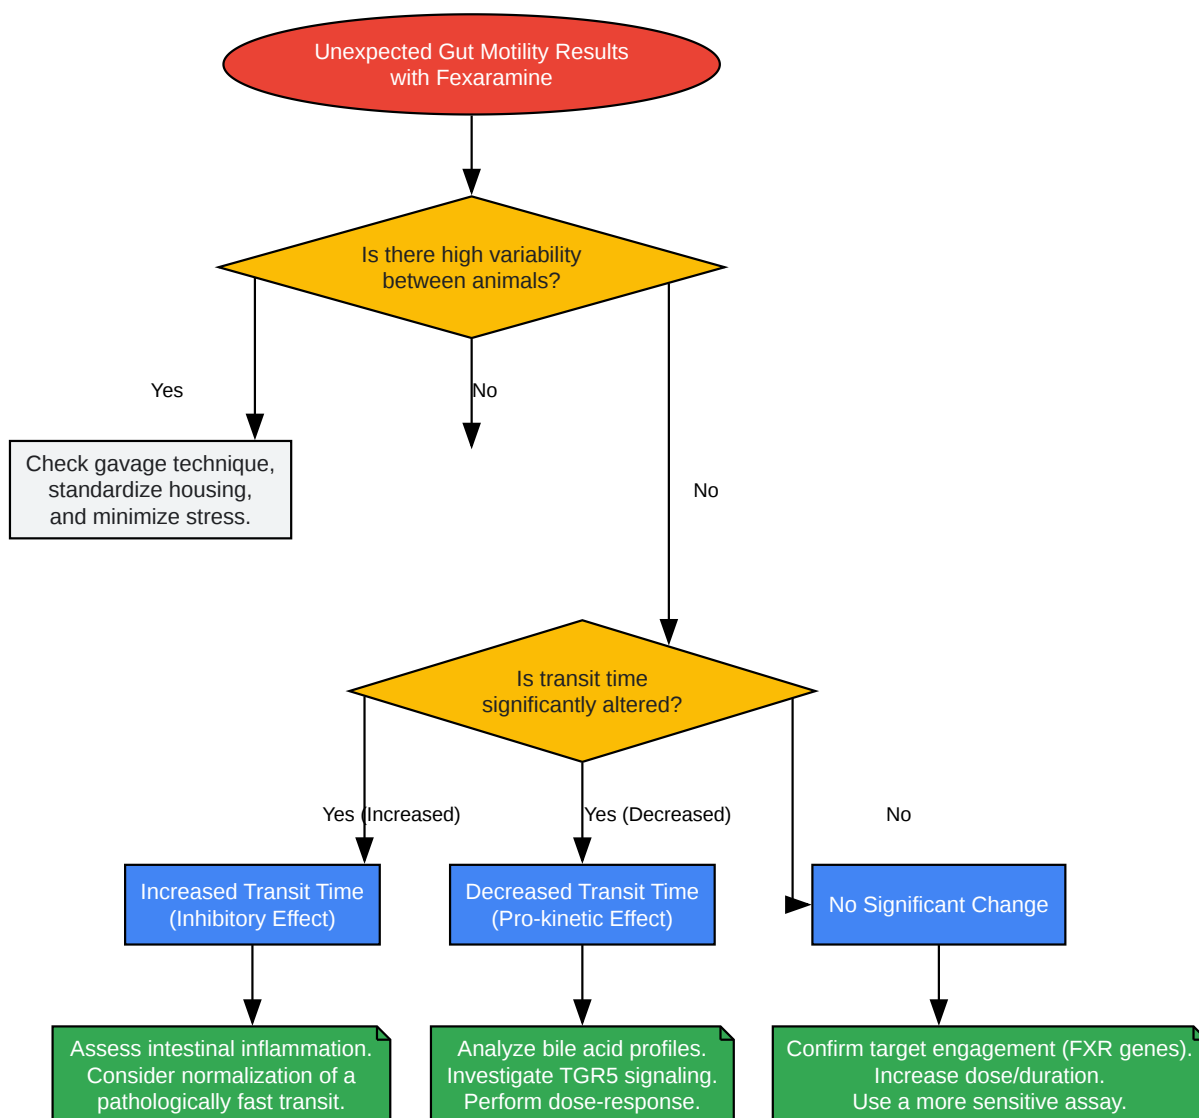 Unexpected Gut Motility Results
with Fexaramine
Is there high variability
between animals?
Yes
No
Check gavage technique,
standardize housing,
and minimize stress.
No
Is transit time
significantly altered?
Yes (Increased)
Yes (Decreased)
No
Increased Transit Time
(Inhibitory Effect)
Decreased Transit Time
(Pro-kinetic Effect)
No Significant Change
Assess intestinal inflammation.
Consider normalization of a
pathologically fast transit.
Analyze bile acid profiles.
Investigate TGR5 signaling.
Perform dose-response.
Confirm target engagement (FXR genes).
Increase dose/duration.
Use a more sensitive assay.